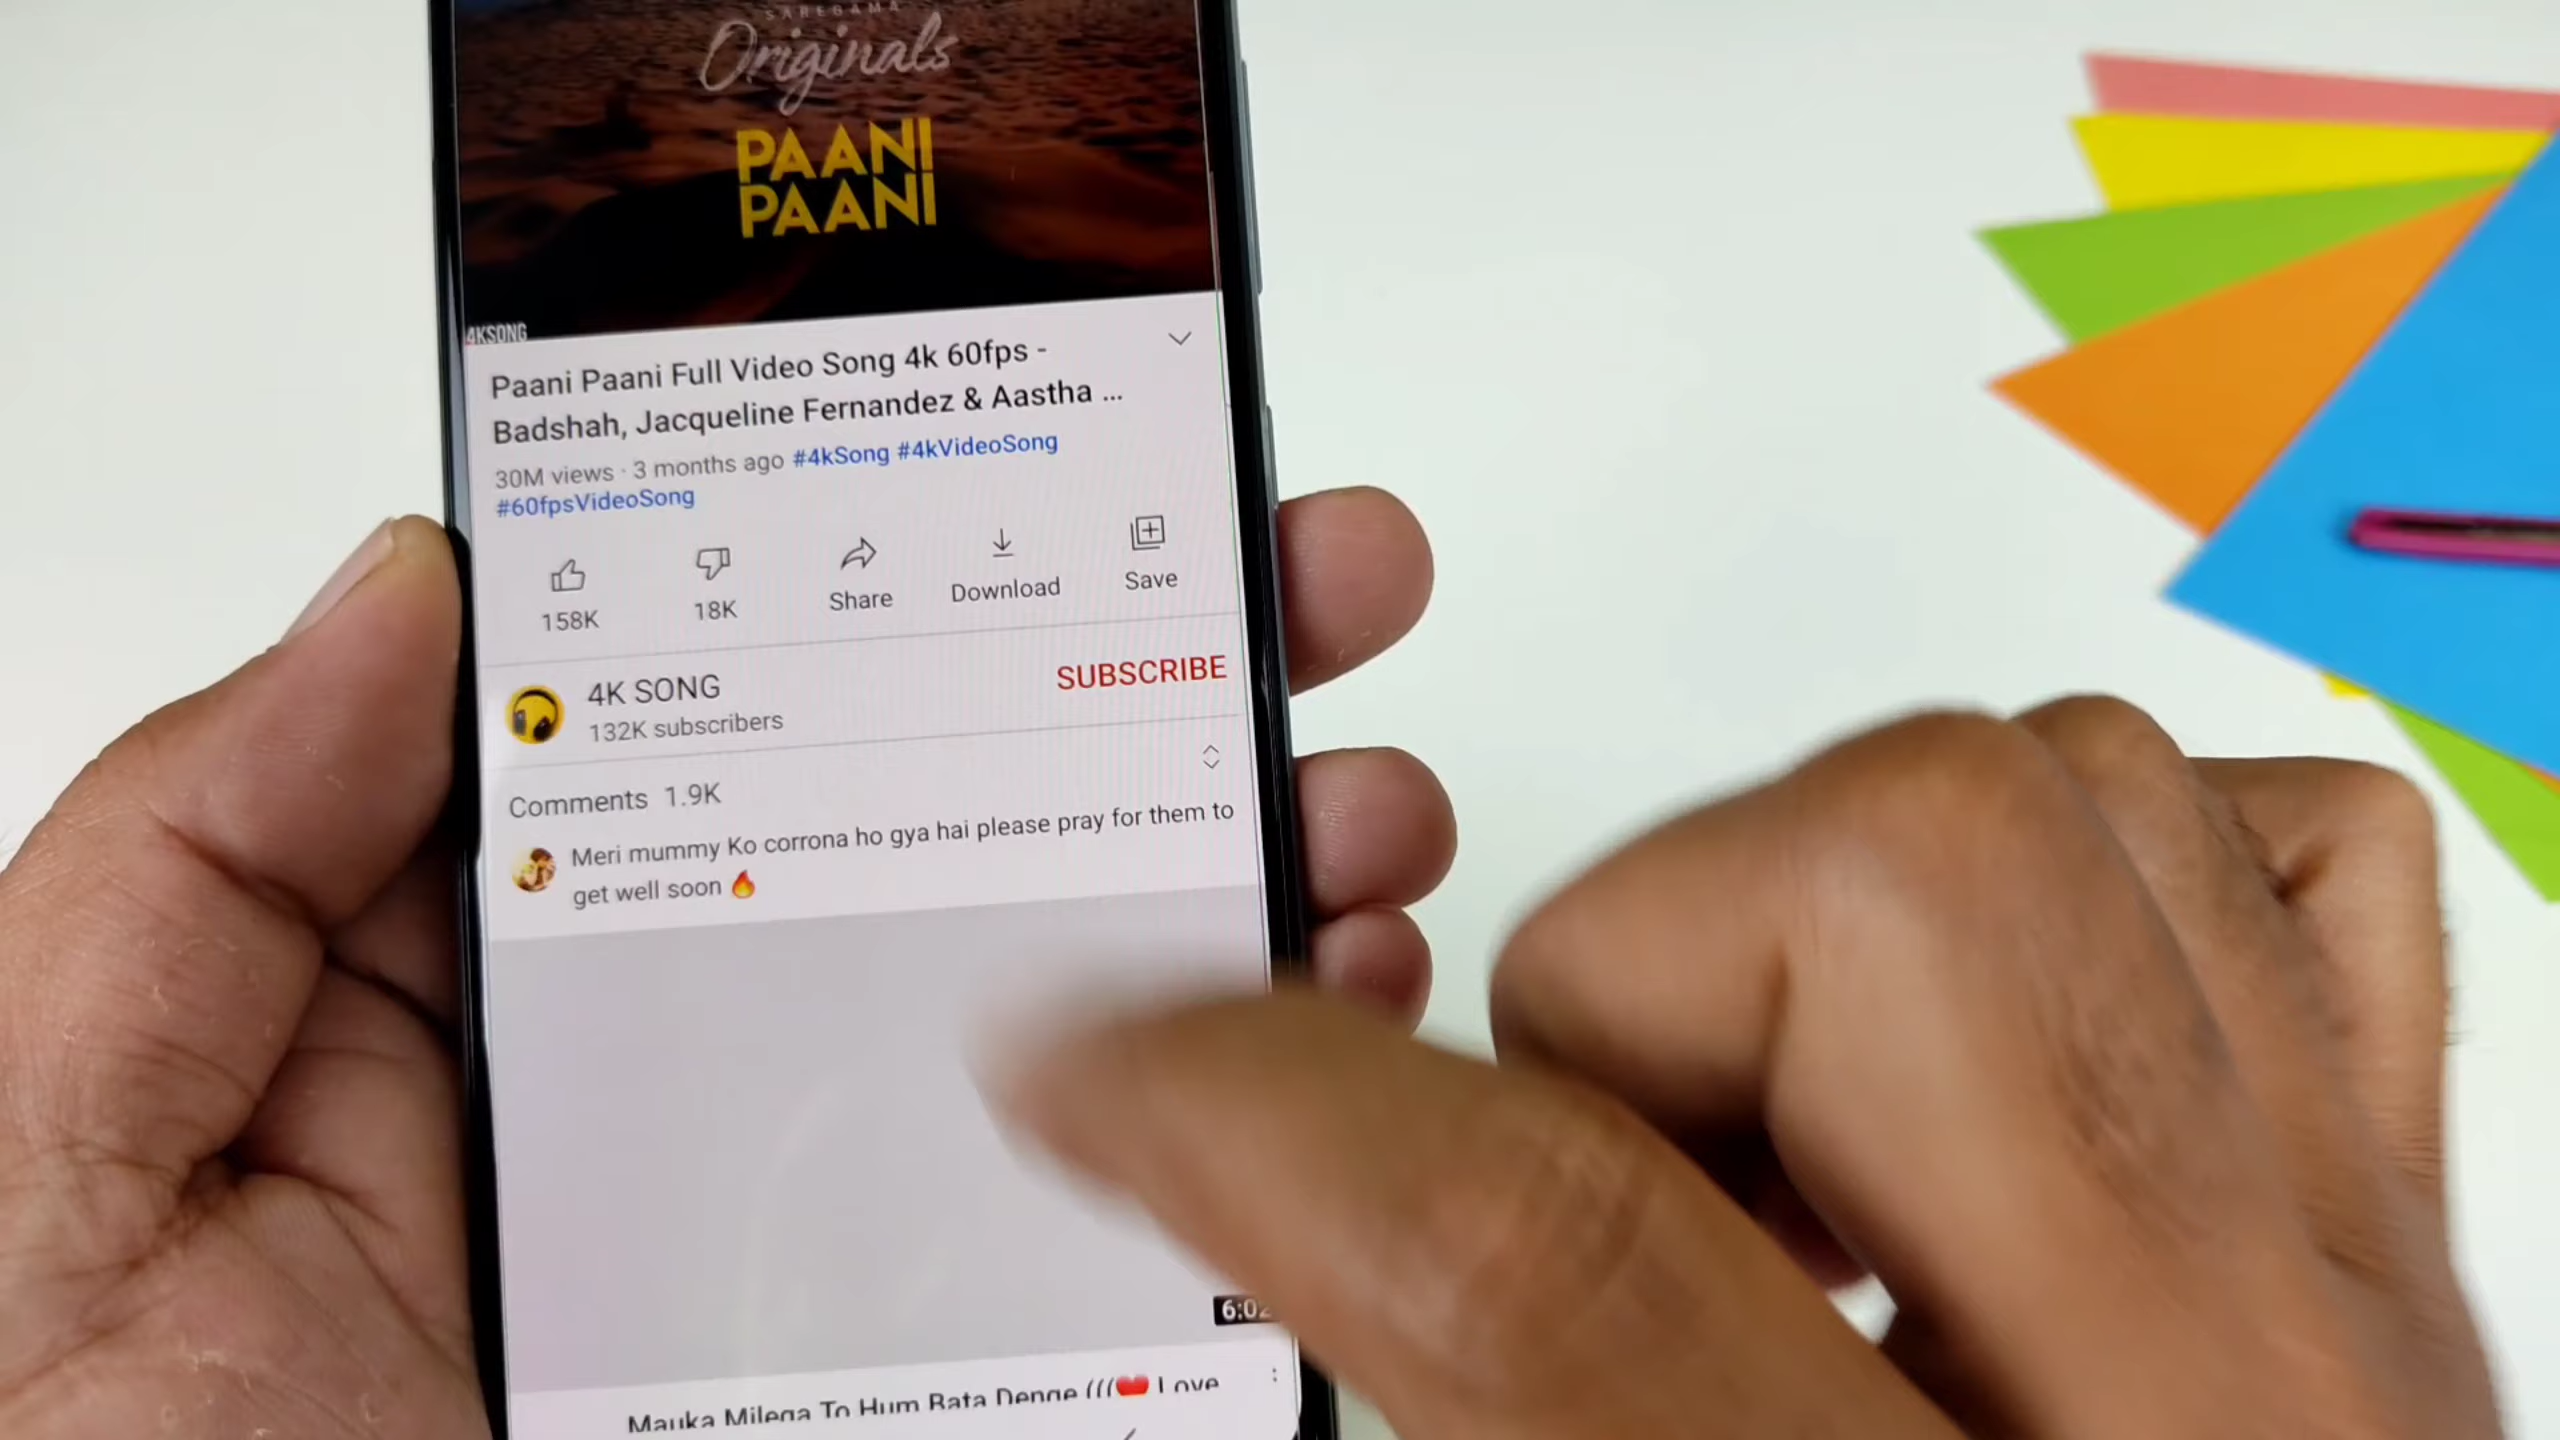 SAREGAMA
Originals
PAANI
PAANI
4KSONG
Paani Paani Full Video Song 4k 60fps -
Badshah, Jacqueline Fernandez & Aastha ...
30M views · 3 months ago #4kSong #4kVideoSong
#60fpsVideoSong
158K
18K
Share
Download
Save
4K SONG
132K subscribers
SUBSCRIBE
Comments 1.9K
Meri mummy Ko corrona ho gya hai please pray for them to
get well soon 🔥
6:02
Mauka Milega To Hum Bata Denge (((❤️ Love